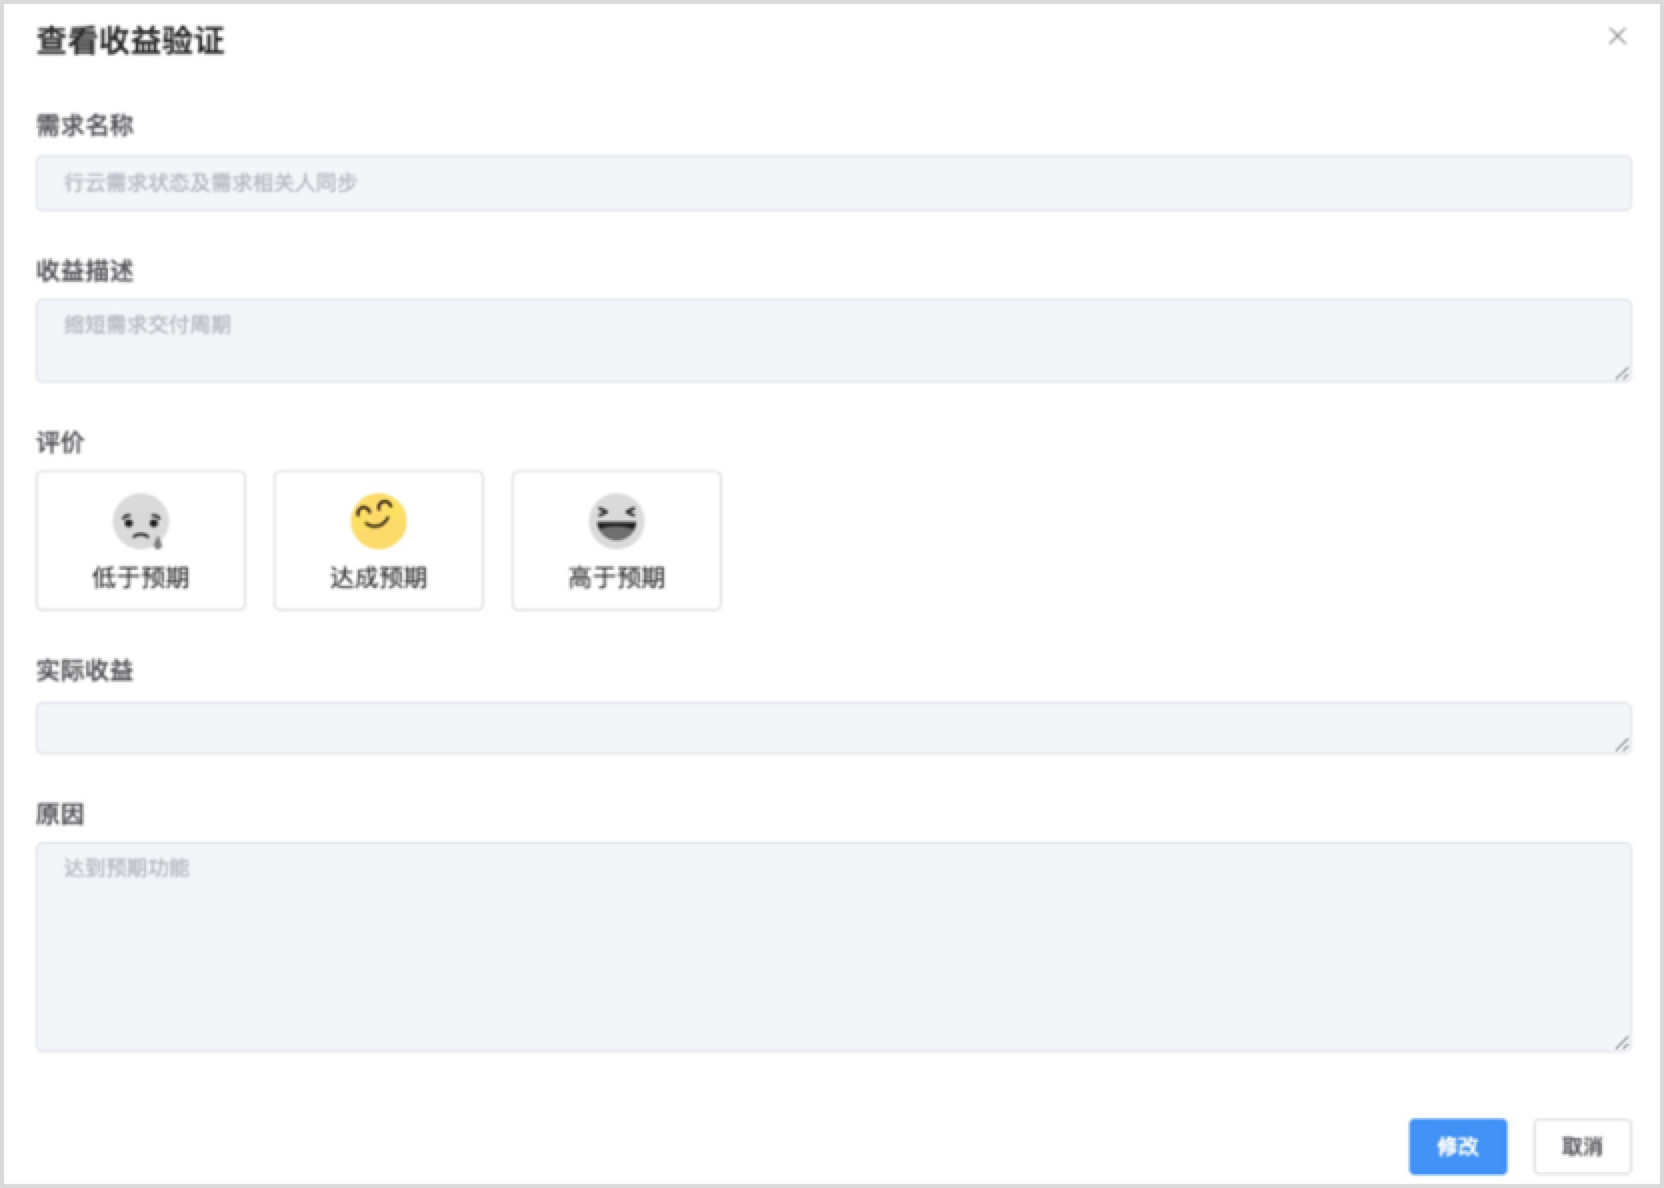 查看收益验证
需求名称
行云需求状态及需求相关人同步
收益描述
缩短需求交付周期
评价
低于预期
达成预期
高于预期
实际收益
原因
达到预期功能
修改
取消